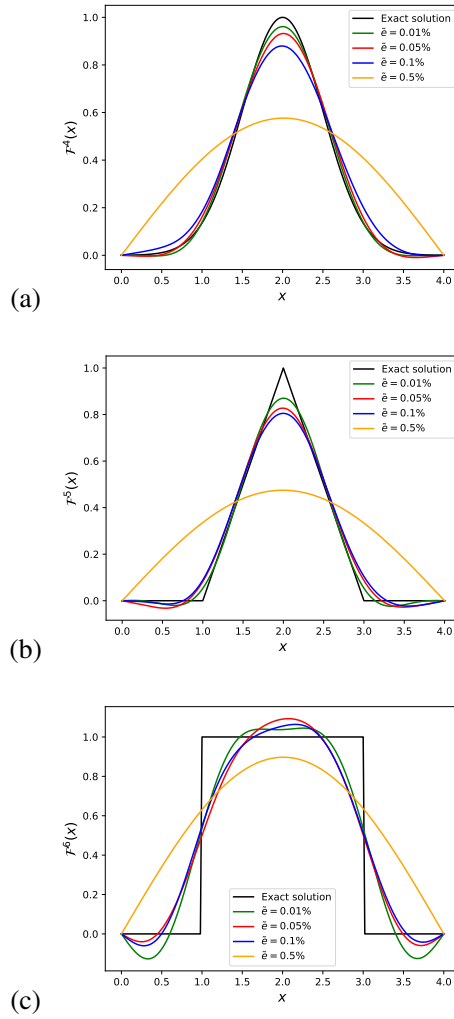 1.0
0.8
0.6
0.4
0.2
0.0
ℱ⁴(x)
Exact solution
ẽ = 0.01%
ẽ = 0.05%
ẽ = 0.1%
ẽ = 0.5%
0.0 0.5 1.0 1.5 2.0 2.5 3.0 3.5 4.0
x
(a)
1.0
0.8
0.6
0.4
0.2
0.0
ℱ⁵(x)
Exact solution
ẽ = 0.01%
ẽ = 0.05%
ẽ = 0.1%
ẽ = 0.5%
0.0 0.5 1.0 1.5 2.0 2.5 3.0 3.5 4.0
x
(b)
1.0
0.8
0.6
0.4
0.2
0.0
ℱ⁶(x)
Exact solution
ẽ = 0.01%
ẽ = 0.05%
ẽ = 0.1%
ẽ = 0.5%
0.0 0.5 1.0 1.5 2.0 2.5 3.0 3.5 4.0
x
(c)